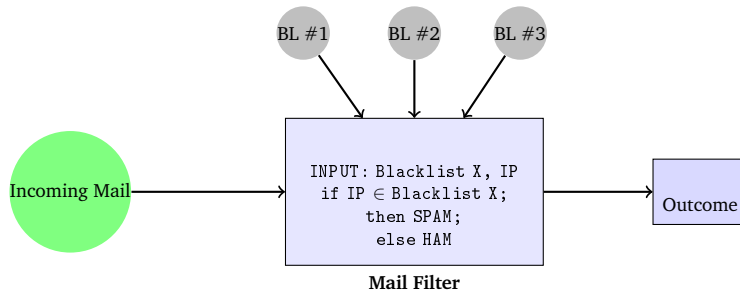 BL #1
BL #2
BL #3
Incoming Mail
INPUT: Blacklist X, IP
if IP ∈ Blacklist X;
then SPAM;
else HAM
Outcome
Mail Filter